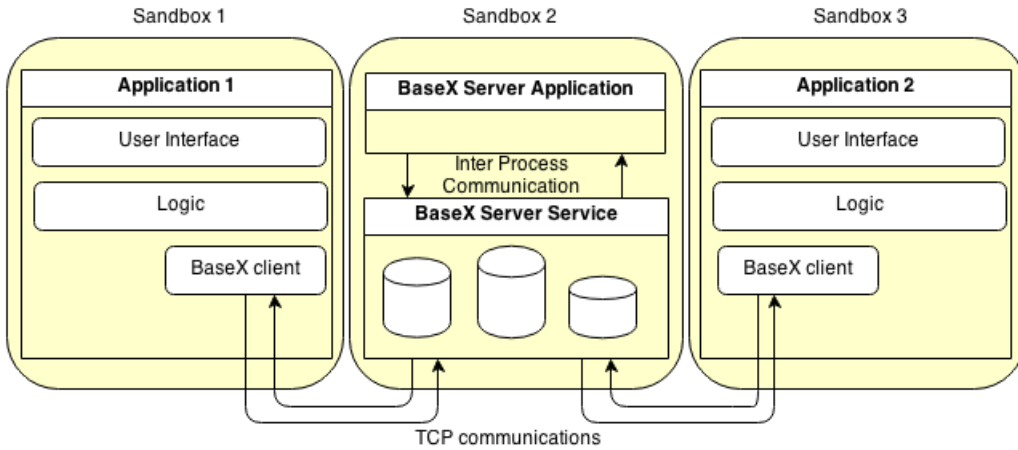 Sandbox 1
Sandbox 2
Sandbox 3
Application 1
User Interface
Logic
BaseX client
BaseX Server Application
Inter Process
Communication
BaseX Server Service
Application 2
User Interface
Logic
BaseX client
TCP communications